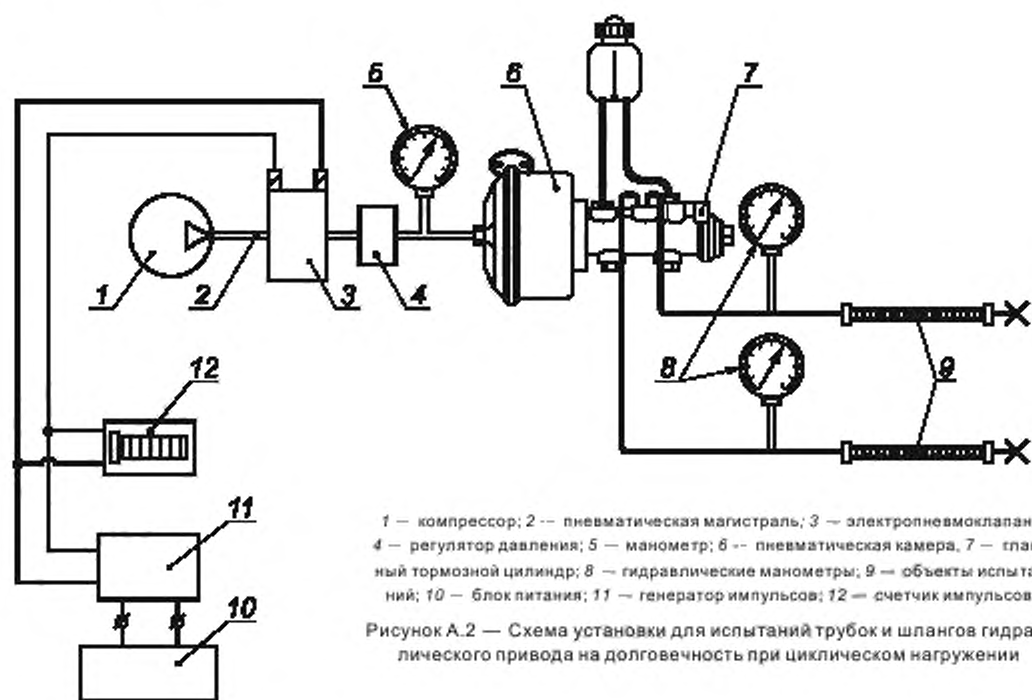 5
6
7
1
2
3
4
8
9
12
11
10
1 — компрессор; 2 -- пневматическая магистраль; 3 — электропневмоклапан
4 — регулятор давления; 5 — манометр; 6 -- пневматическая камера, 7 — гла
ный тормозной цилиндр; 8 — гидравлические манометры; 9 — объекты испыта
ний; 10 — блок питания; 11 — генератор импульсов; 12 — счетчик импульсов
Рисунок А.2 — Схема установки для испытаний трубок и шлангов гидра
лического привода на долговечность при циклическом нагружении